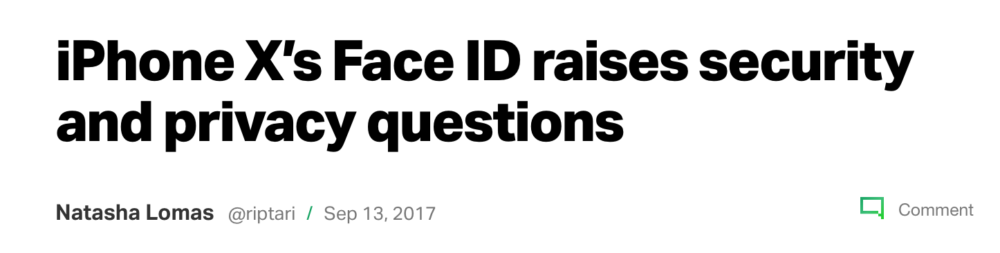 iPhone X’s Face ID raises security
and privacy questions
Natasha Lomas @riptari / Sep 13, 2017 Comment